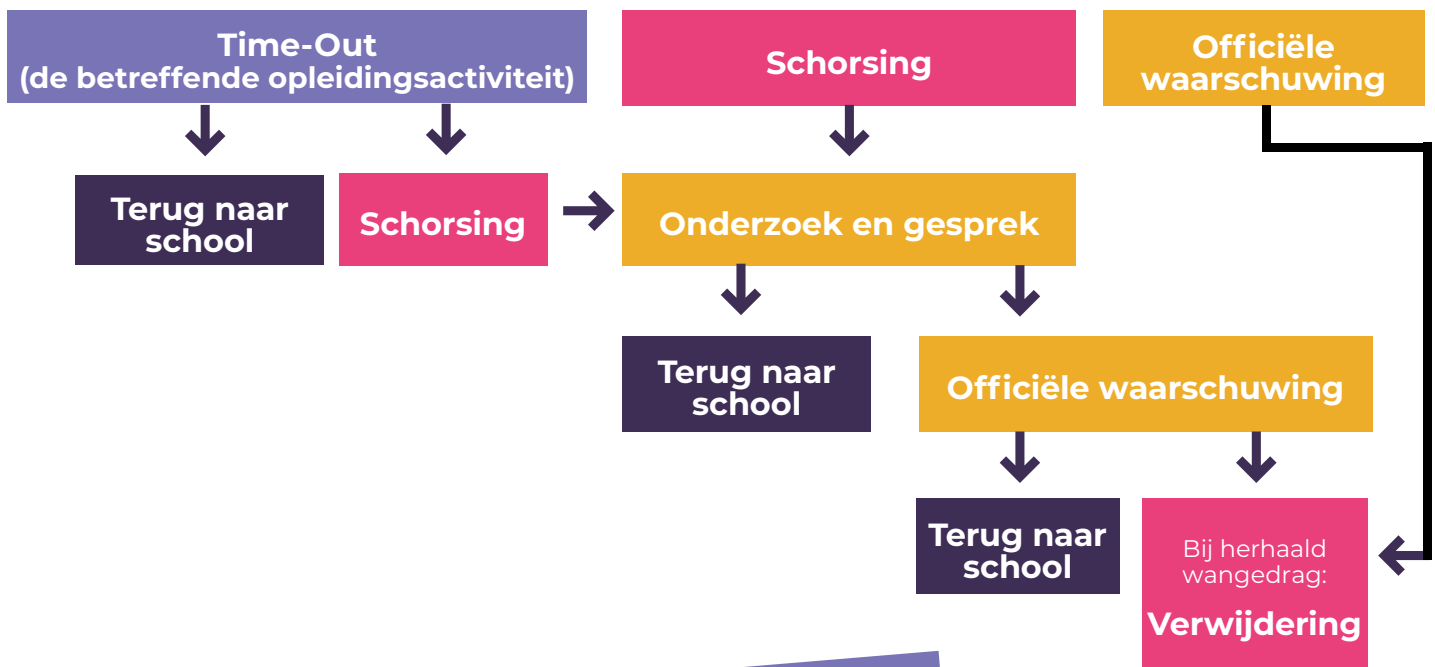 Time-Out
(de betreffende opleidingsactiviteit)
Schorsing
Officiële
waarschuwing
Terug naar
school
Schorsing
Onderzoek en gesprek
Terug naar
school
Officiële waarschuwing
Terug naar
school
Bij herhaald
wangedrag:
Verwijdering